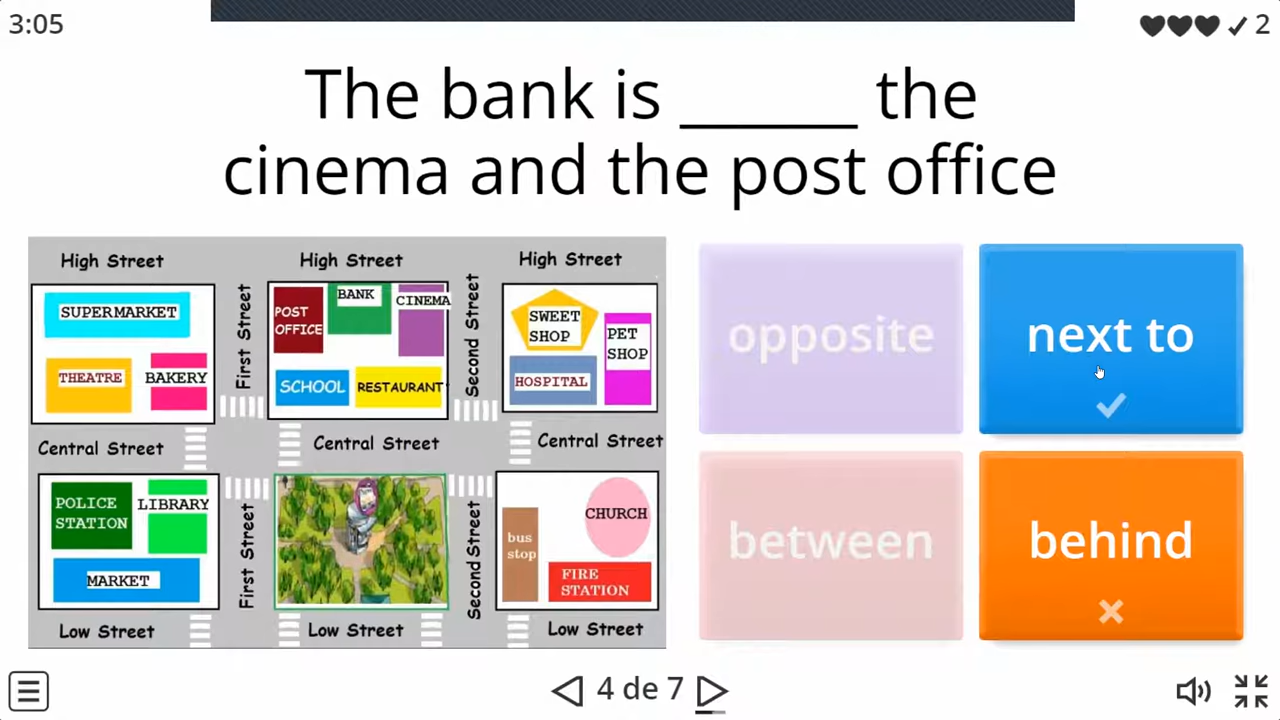 3:05
2
The bank is ______ the
cinema and the post office
High Street
High Street
High Street
SUPERMARKET
THEATRE
BAKERY
First Street
POST
OFFICE
BANK
CINEMA
SCHOOL
RESTAURANT
Second Street
SWEET
SHOP
PET
SHOP
HOSPITAL
Central Street
Central Street
Central Street
POLICE
STATION
LIBRARY
MARKET
First Street
Second Street
bus
stop
CHURCH
FIRE
STATION
Low Street
Low Street
Low Street
opposite
next to
between
behind
4 de 7